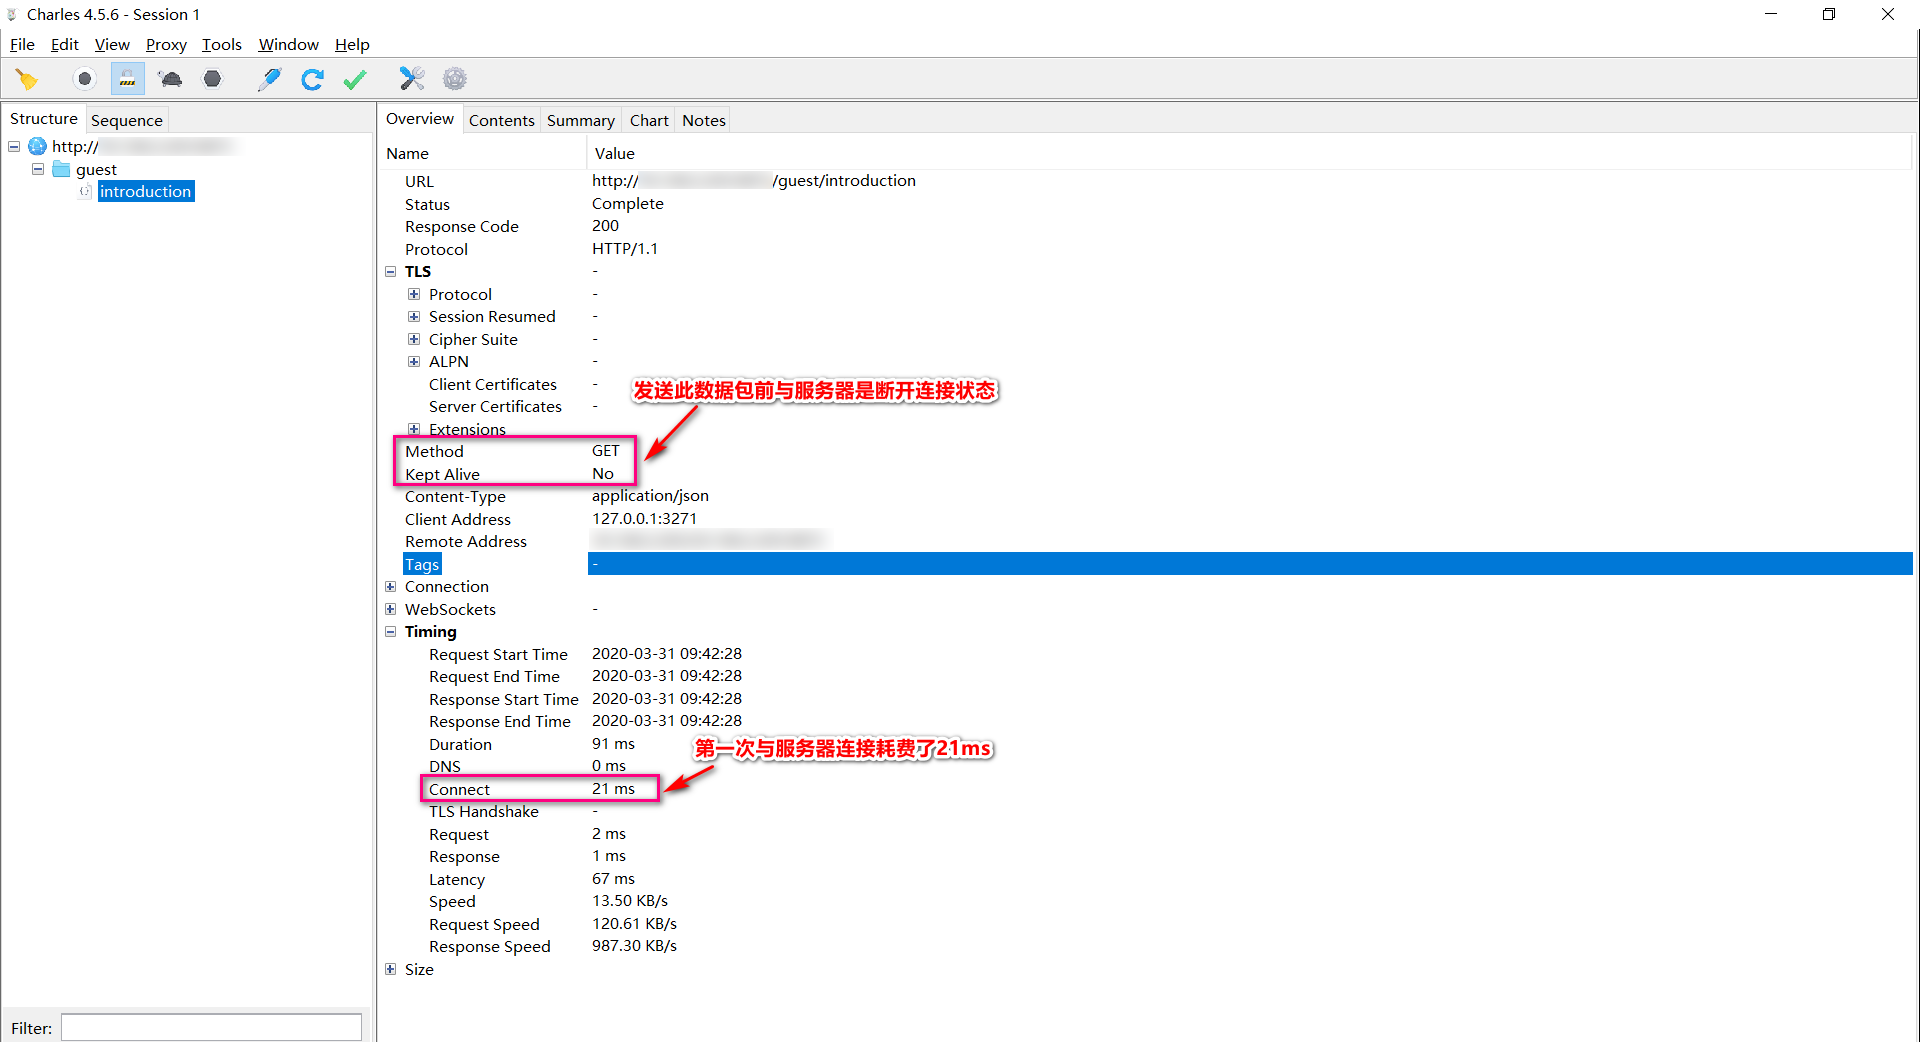 Charles 4.5.6 - Session 1
File Edit View Proxy Tools Window Help
Structure Sequence
http://
guest
introduction
Filter:
Overview Contents Summary Chart Notes
Name Value
URL http:// /guest/introduction
Status Complete
Response Code 200
Protocol HTTP/1.1
TLS -
Protocol -
Session Resumed -
Cipher Suite -
ALPN -
Client Certificates -
发送此数据包前与服务器是断开连接状态
Server Certificates -
Extensions
Method GET
Kept Alive No
Content-Type application/json
Client Address 127.0.0.1:3271
Remote Address
Tags -
Connection
WebSockets -
Timing
Request Start Time 2020-03-31 09:42:28
Request End Time 2020-03-31 09:42:28
Response Start Time 2020-03-31 09:42:28
Response End Time 2020-03-31 09:42:28
Duration 91 ms
第一次与服务器连接耗费了21ms
DNS 0 ms
Connect 21 ms
TLS Handshake -
Request 2 ms
Response 1 ms
Latency 67 ms
Speed 13.50 KB/s
Request Speed 120.61 KB/s
Response Speed 987.30 KB/s
Size